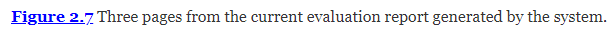 Figure 2.7 Three pages from the current evaluation report generated by the system.